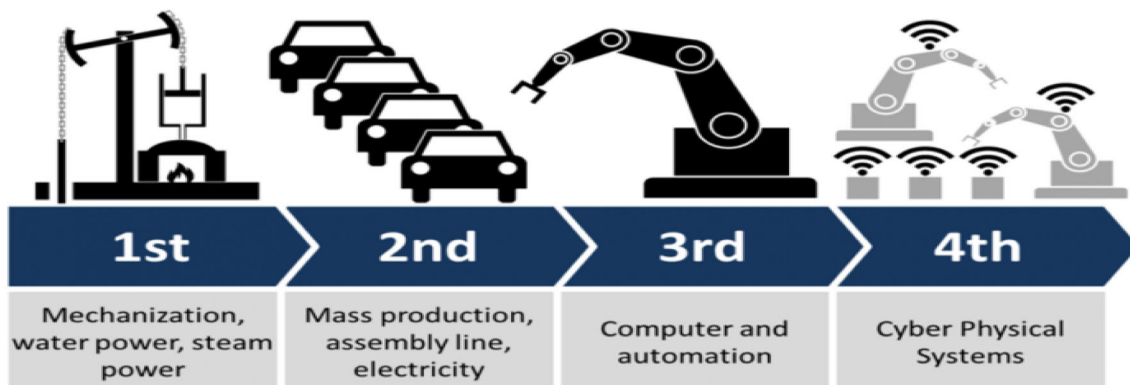 1st
2nd
3rd
4th
Mechanization,
water power, steam
power
Mass production,
assembly line,
electricity
Computer and
automation
Cyber Physical
Systems